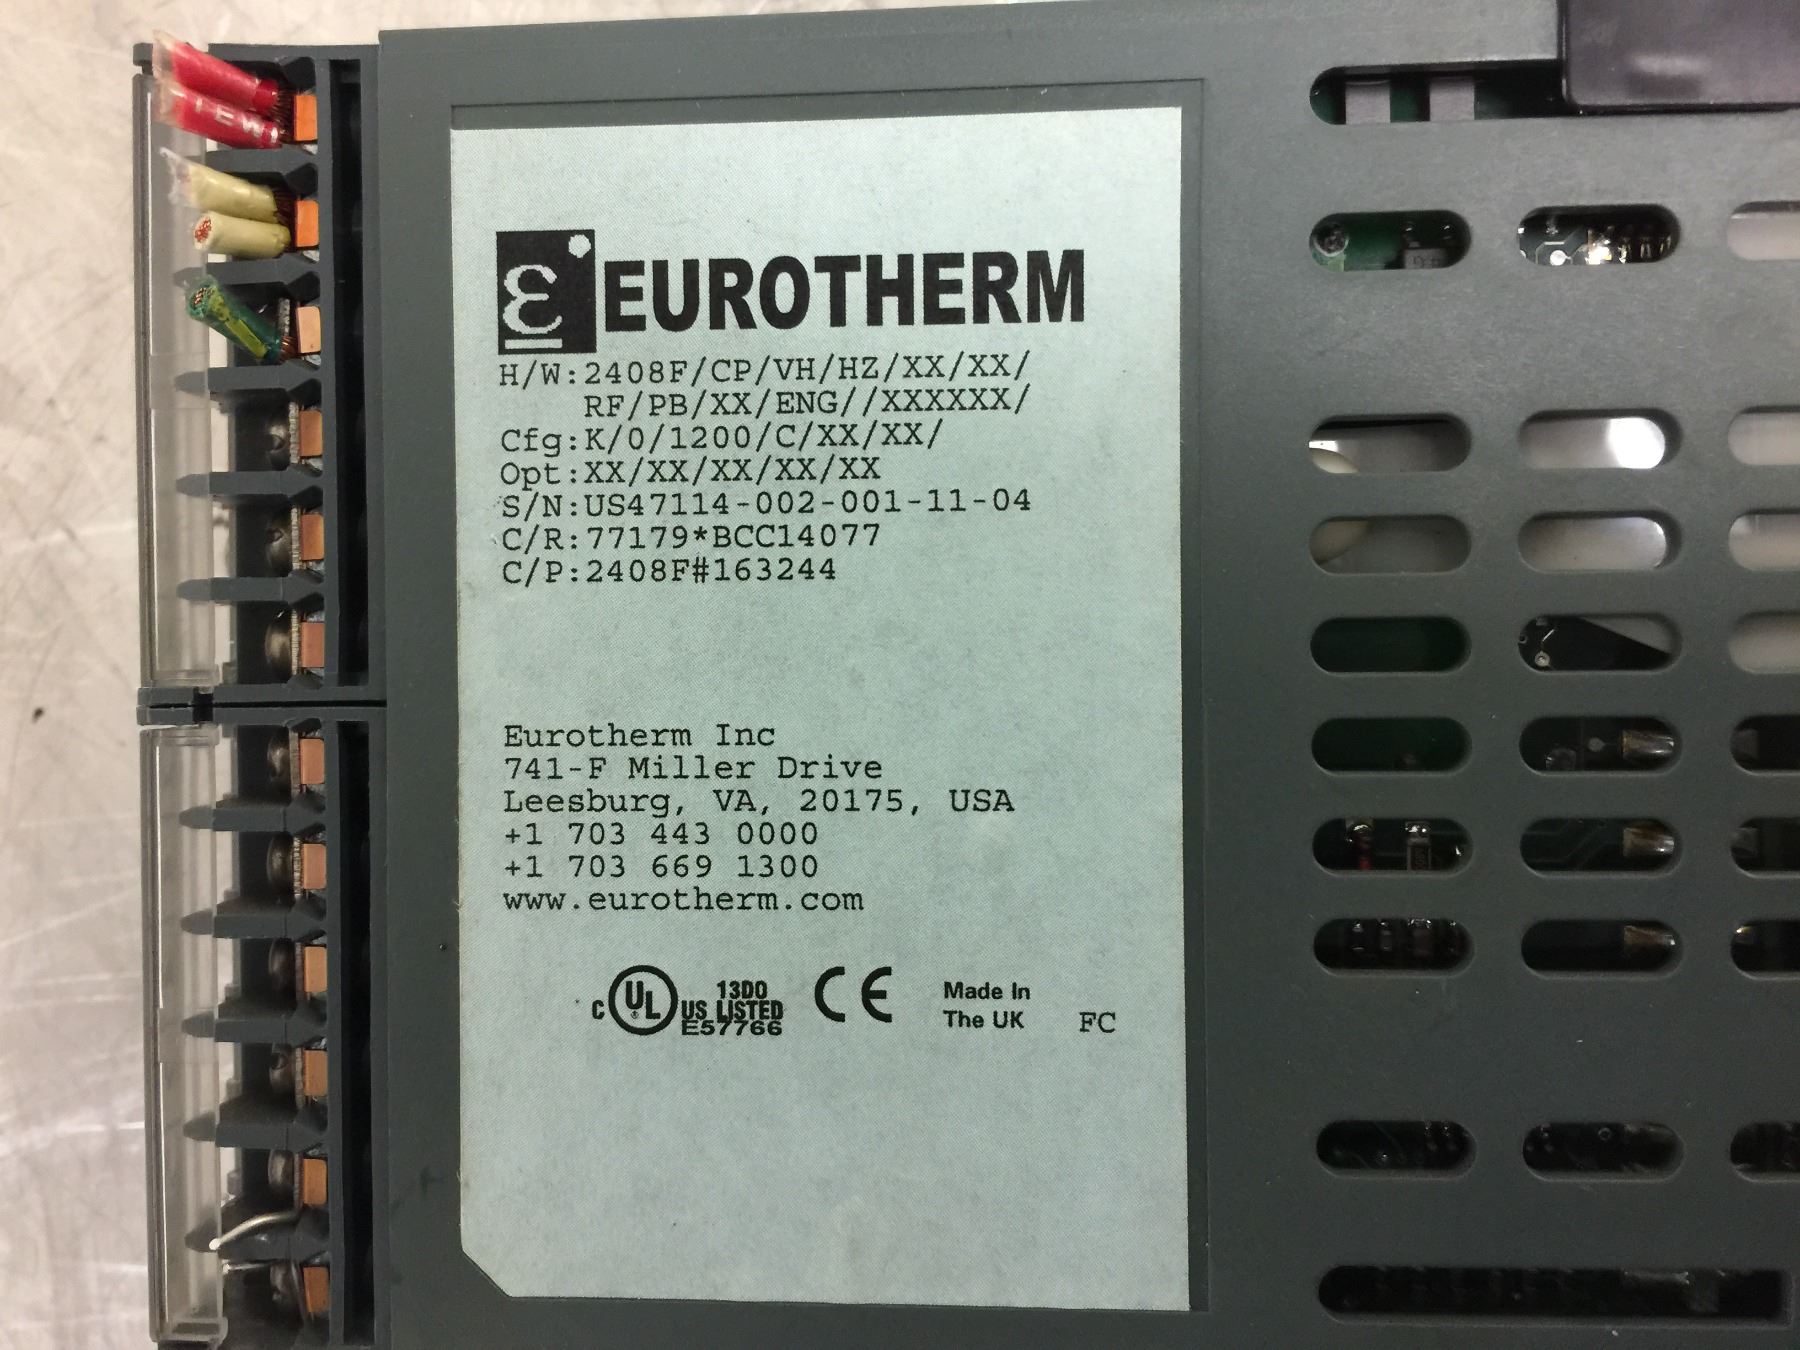 IEW
EUROTHERM
H/W:2408F/CP/VH/HZ/XX/XX/
RF/PB/XX/ENG//XXXXXX/
Cfg:K/0/1200/C/XX/XX/
Opt:XX/XX/XX/XX/XX
S/N:US47114-002-001-11-04
C/R:77179*BCC14077
C/P:2408F#163244
Eurotherm Inc
741-F Miller Drive
Leesburg, VA, 20175, USA
+1 703 443 0000
+1 703 669 1300
www.eurotherm.com
C UL ® US 13DO
LISTED
E57766
CE
Made In
The UK
FC